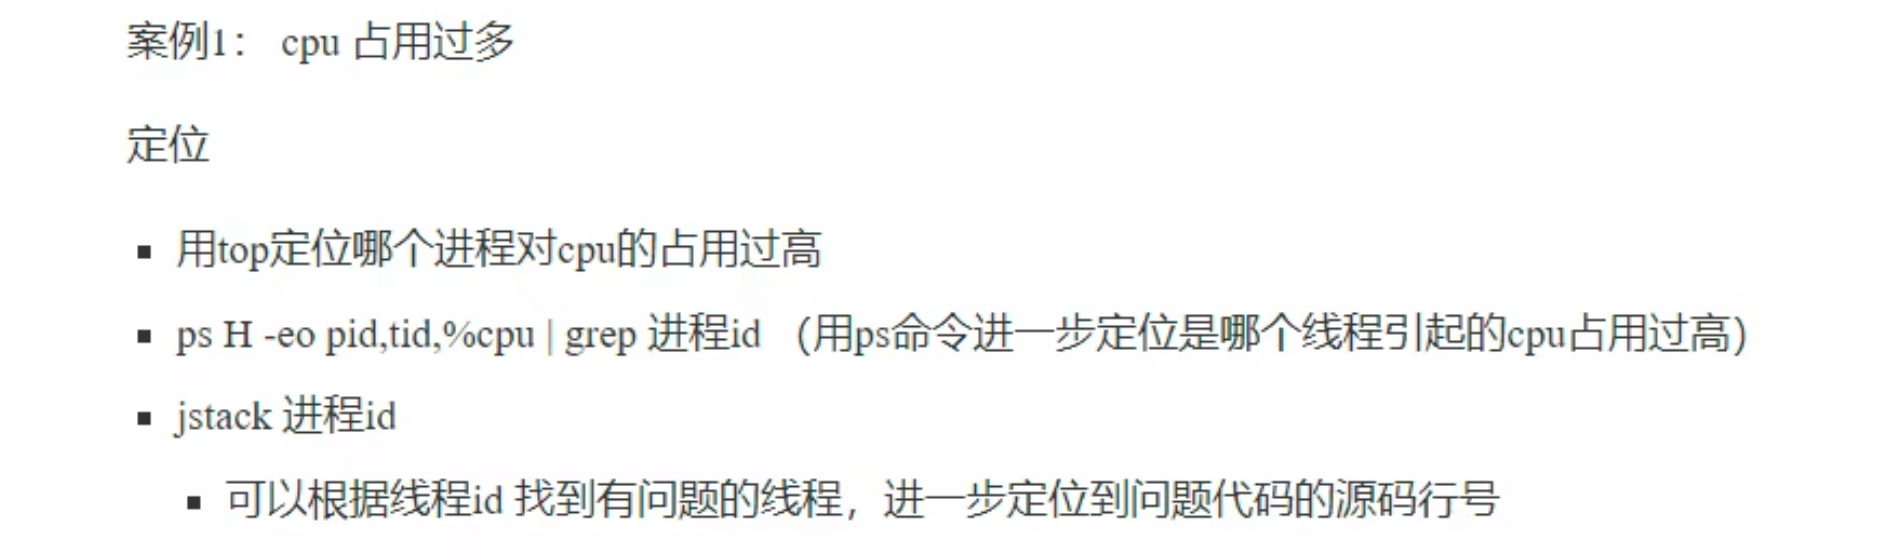 案例1： cpu 占用过多
定位
用top定位哪个进程对cpu的占用过高
ps H -eo pid,tid,%cpu | grep 进程id （用ps命令进一步定位是哪个线程引起的cpu占用过高）
jstack 进程id
可以根据线程id 找到有问题的线程，进一步定位到问题代码的源码行号